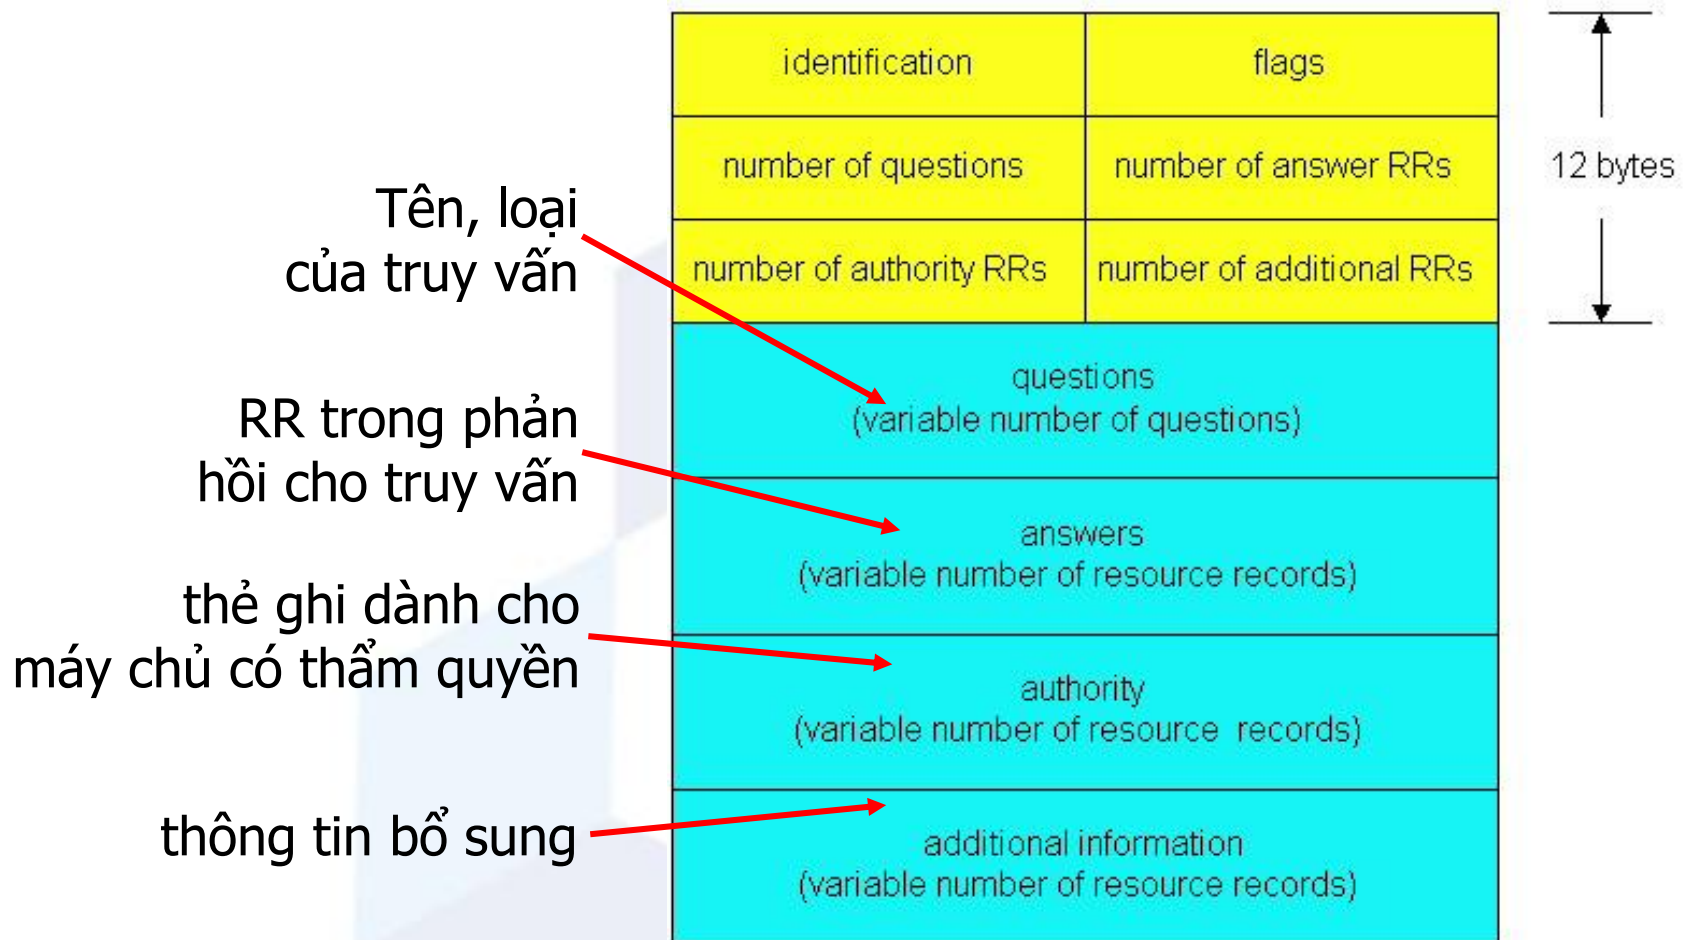 identification
flags
number of questions
number of answer RRs
12 bytes
number of authority RRs
number of additional RRs
Tên, loại
của truy vấn
questions
(variable number of questions)
RR trong phản
hồi cho truy vấn
answers
(variable number of resource records)
thẻ ghi dành cho
máy chủ có thẩm quyền
authority
(variable number of resource records)
thông tin bổ sung
additional information
(variable number of resource records)